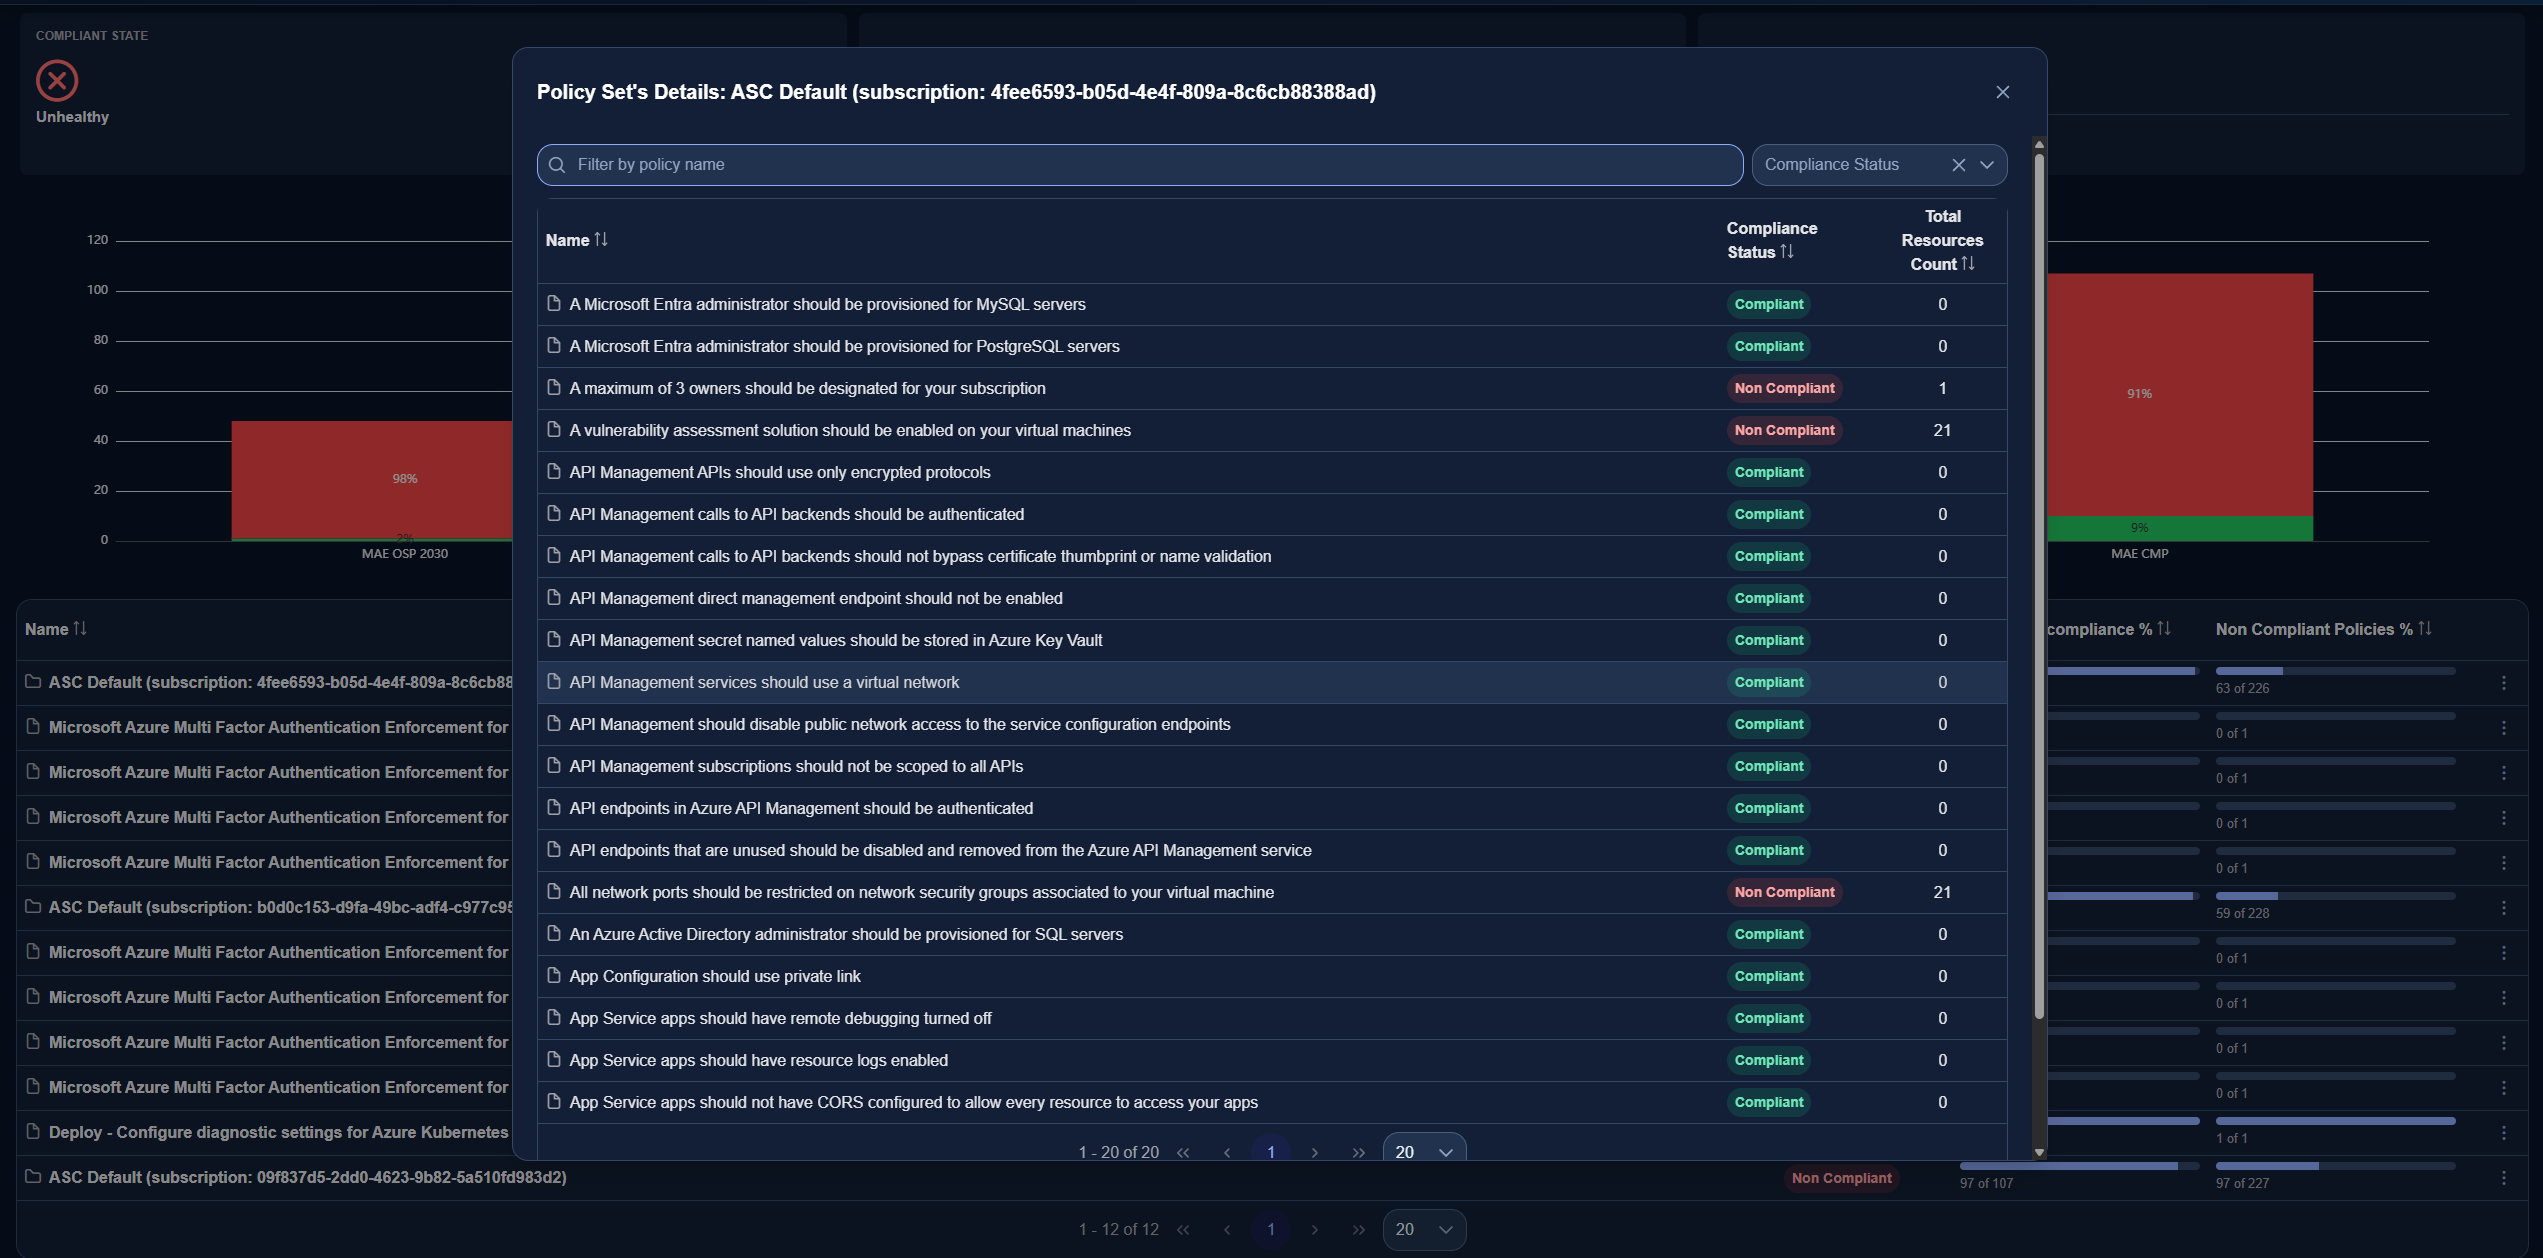 COMPLIANT STATE
Unhealthy
Policy Set's Details: ASC Default (subscription: 4fee6593-b05d-4e4f-809a-8c6cb88388ad)
Filter by policy name
Compliance Status
Name
Compliance Status
Total Resources Count
A Microsoft Entra administrator should be provisioned for MySQL servers Compliant 0
A Microsoft Entra administrator should be provisioned for PostgreSQL servers Compliant 0
A maximum of 3 owners should be designated for your subscription Non Compliant 1
A vulnerability assessment solution should be enabled on your virtual machines Non Compliant 21
API Management APIs should use only encrypted protocols Compliant 0
API Management calls to API backends should be authenticated Compliant 0
API Management calls to API backends should not bypass certificate thumbprint or name validation Compliant 0
API Management direct management endpoint should not be enabled Compliant 0
API Management secret named values should be stored in Azure Key Vault Compliant 0
API Management services should use a virtual network Compliant 0
API Management should disable public network access to the service configuration endpoints Compliant 0
API Management subscriptions should not be scoped to all APIs Compliant 0
API endpoints in Azure API Management should be authenticated Compliant 0
API endpoints that are unused should be disabled and removed from the Azure API Management service Compliant 0
All network ports should be restricted on network security groups associated to your virtual machine Non Compliant 21
An Azure Active Directory administrator should be provisioned for SQL servers Compliant 0
App Configuration should use private link Compliant 0
App Service apps should have remote debugging turned off Compliant 0
App Service apps should have resource logs enabled Compliant 0
App Service apps should not have CORS configured to allow every resource to access your apps Compliant 0
1 - 20 of 20 1 20
120
100
80
60
40
20
0
98%
2%
MAE OSP 2030
91%
9%
MAE CMP
Name compliance % Non Compliant Policies %
ASC Default (subscription: 4fee6593-b05d-4e4f-809a-8c6cb88 63 of 226
Microsoft Azure Multi Factor Authentication Enforcement for 0 of 1
Microsoft Azure Multi Factor Authentication Enforcement for 0 of 1
Microsoft Azure Multi Factor Authentication Enforcement for 0 of 1
Microsoft Azure Multi Factor Authentication Enforcement for 0 of 1
ASC Default (subscription: b0d0c153-d9fa-49bc-adf4-c977c95 59 of 228
Microsoft Azure Multi Factor Authentication Enforcement for 0 of 1
Microsoft Azure Multi Factor Authentication Enforcement for 0 of 1
Microsoft Azure Multi Factor Authentication Enforcement for 0 of 1
Microsoft Azure Multi Factor Authentication Enforcement for 0 of 1
Deploy - Configure diagnostic settings for Azure Kubernetes 1 of 1
ASC Default (subscription: 09f837d5-2dd0-4623-9b82-5a510fd983d2) Non Compliant 97 of 107 97 of 227
1 - 12 of 12 1 20